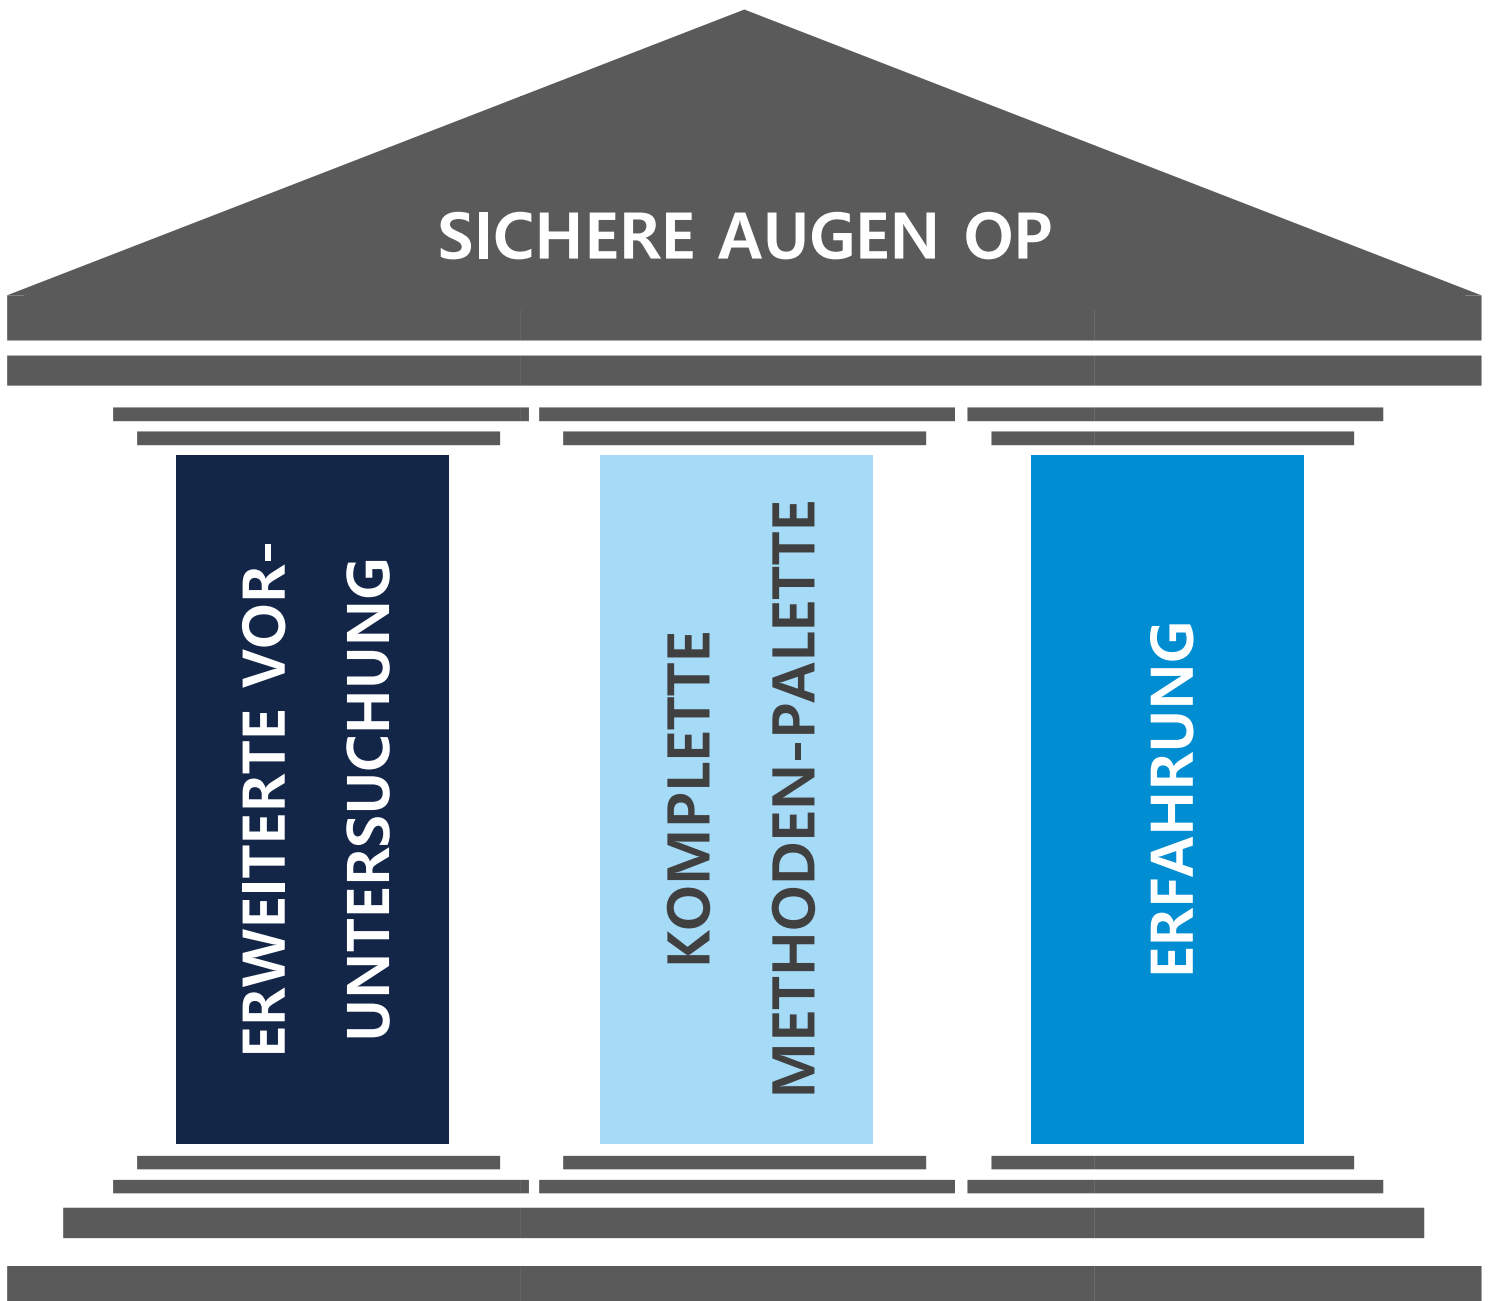 SICHERE AUGEN OP
ERWEITERTE VOR-
UNTERSUCHUNG
KOMPLETTE
METHODEN-PALETTE
ERFAHRUNG